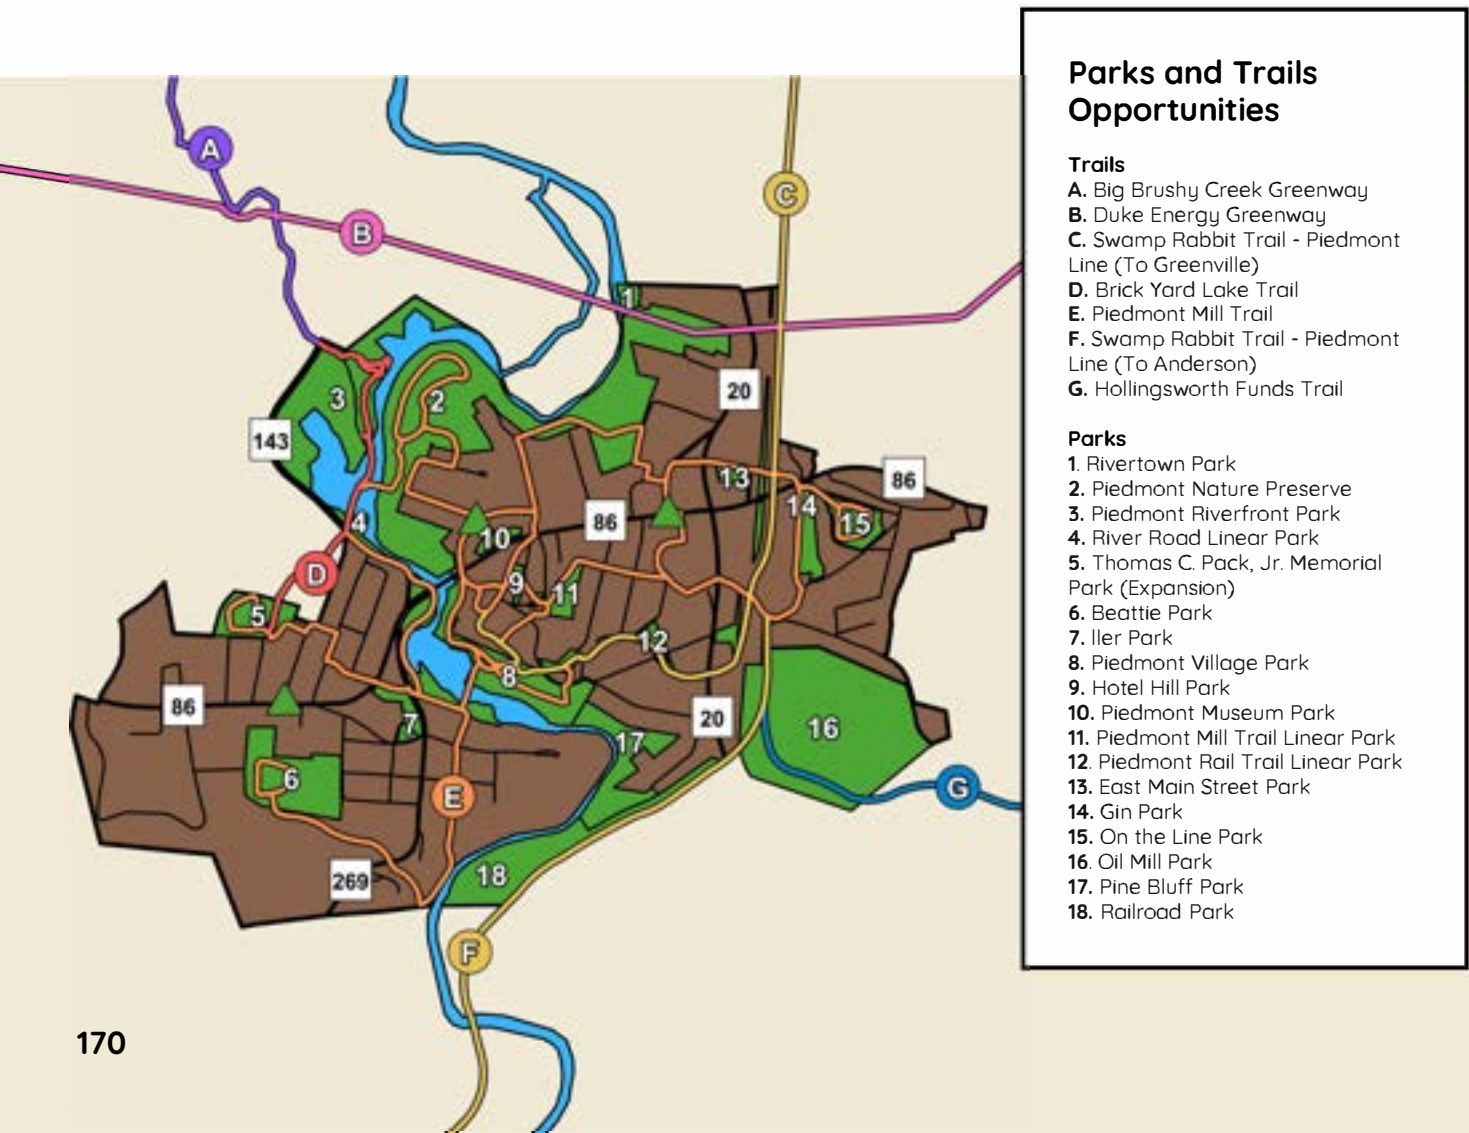 Parks and Trails
Opportunities
Trails
A. Big Brushy Creek Greenway
B. Duke Energy Greenway
C. Swamp Rabbit Trail - Piedmont
Line (To Greenville)
D. Brick Yard Lake Trail
E. Piedmont Mill Trail
F. Swamp Rabbit Trail - Piedmont
Line (To Anderson)
G. Hollingsworth Funds Trail
Parks
1. Rivertown Park
2. Piedmont Nature Preserve
3. Piedmont Riverfront Park
4. River Road Linear Park
5. Thomas C. Pack, Jr. Memorial
Park (Expansion)
6. Beattie Park
7. Iler Park
8. Piedmont Village Park
9. Hotel Hill Park
10. Piedmont Museum Park
11. Piedmont Mill Trail Linear Park
12. Piedmont Rail Trail Linear Park
13. East Main Street Park
14. Gin Park
15. On the Line Park
16. Oil Mill Park
17. Pine Bluff Park
18. Railroad Park
A
C
B
1
20
3
2
143
13
86
14
86
15
4
10
D
9
11
5
12
8
86
20
7
16
17
6
G
E
18
269
F
170